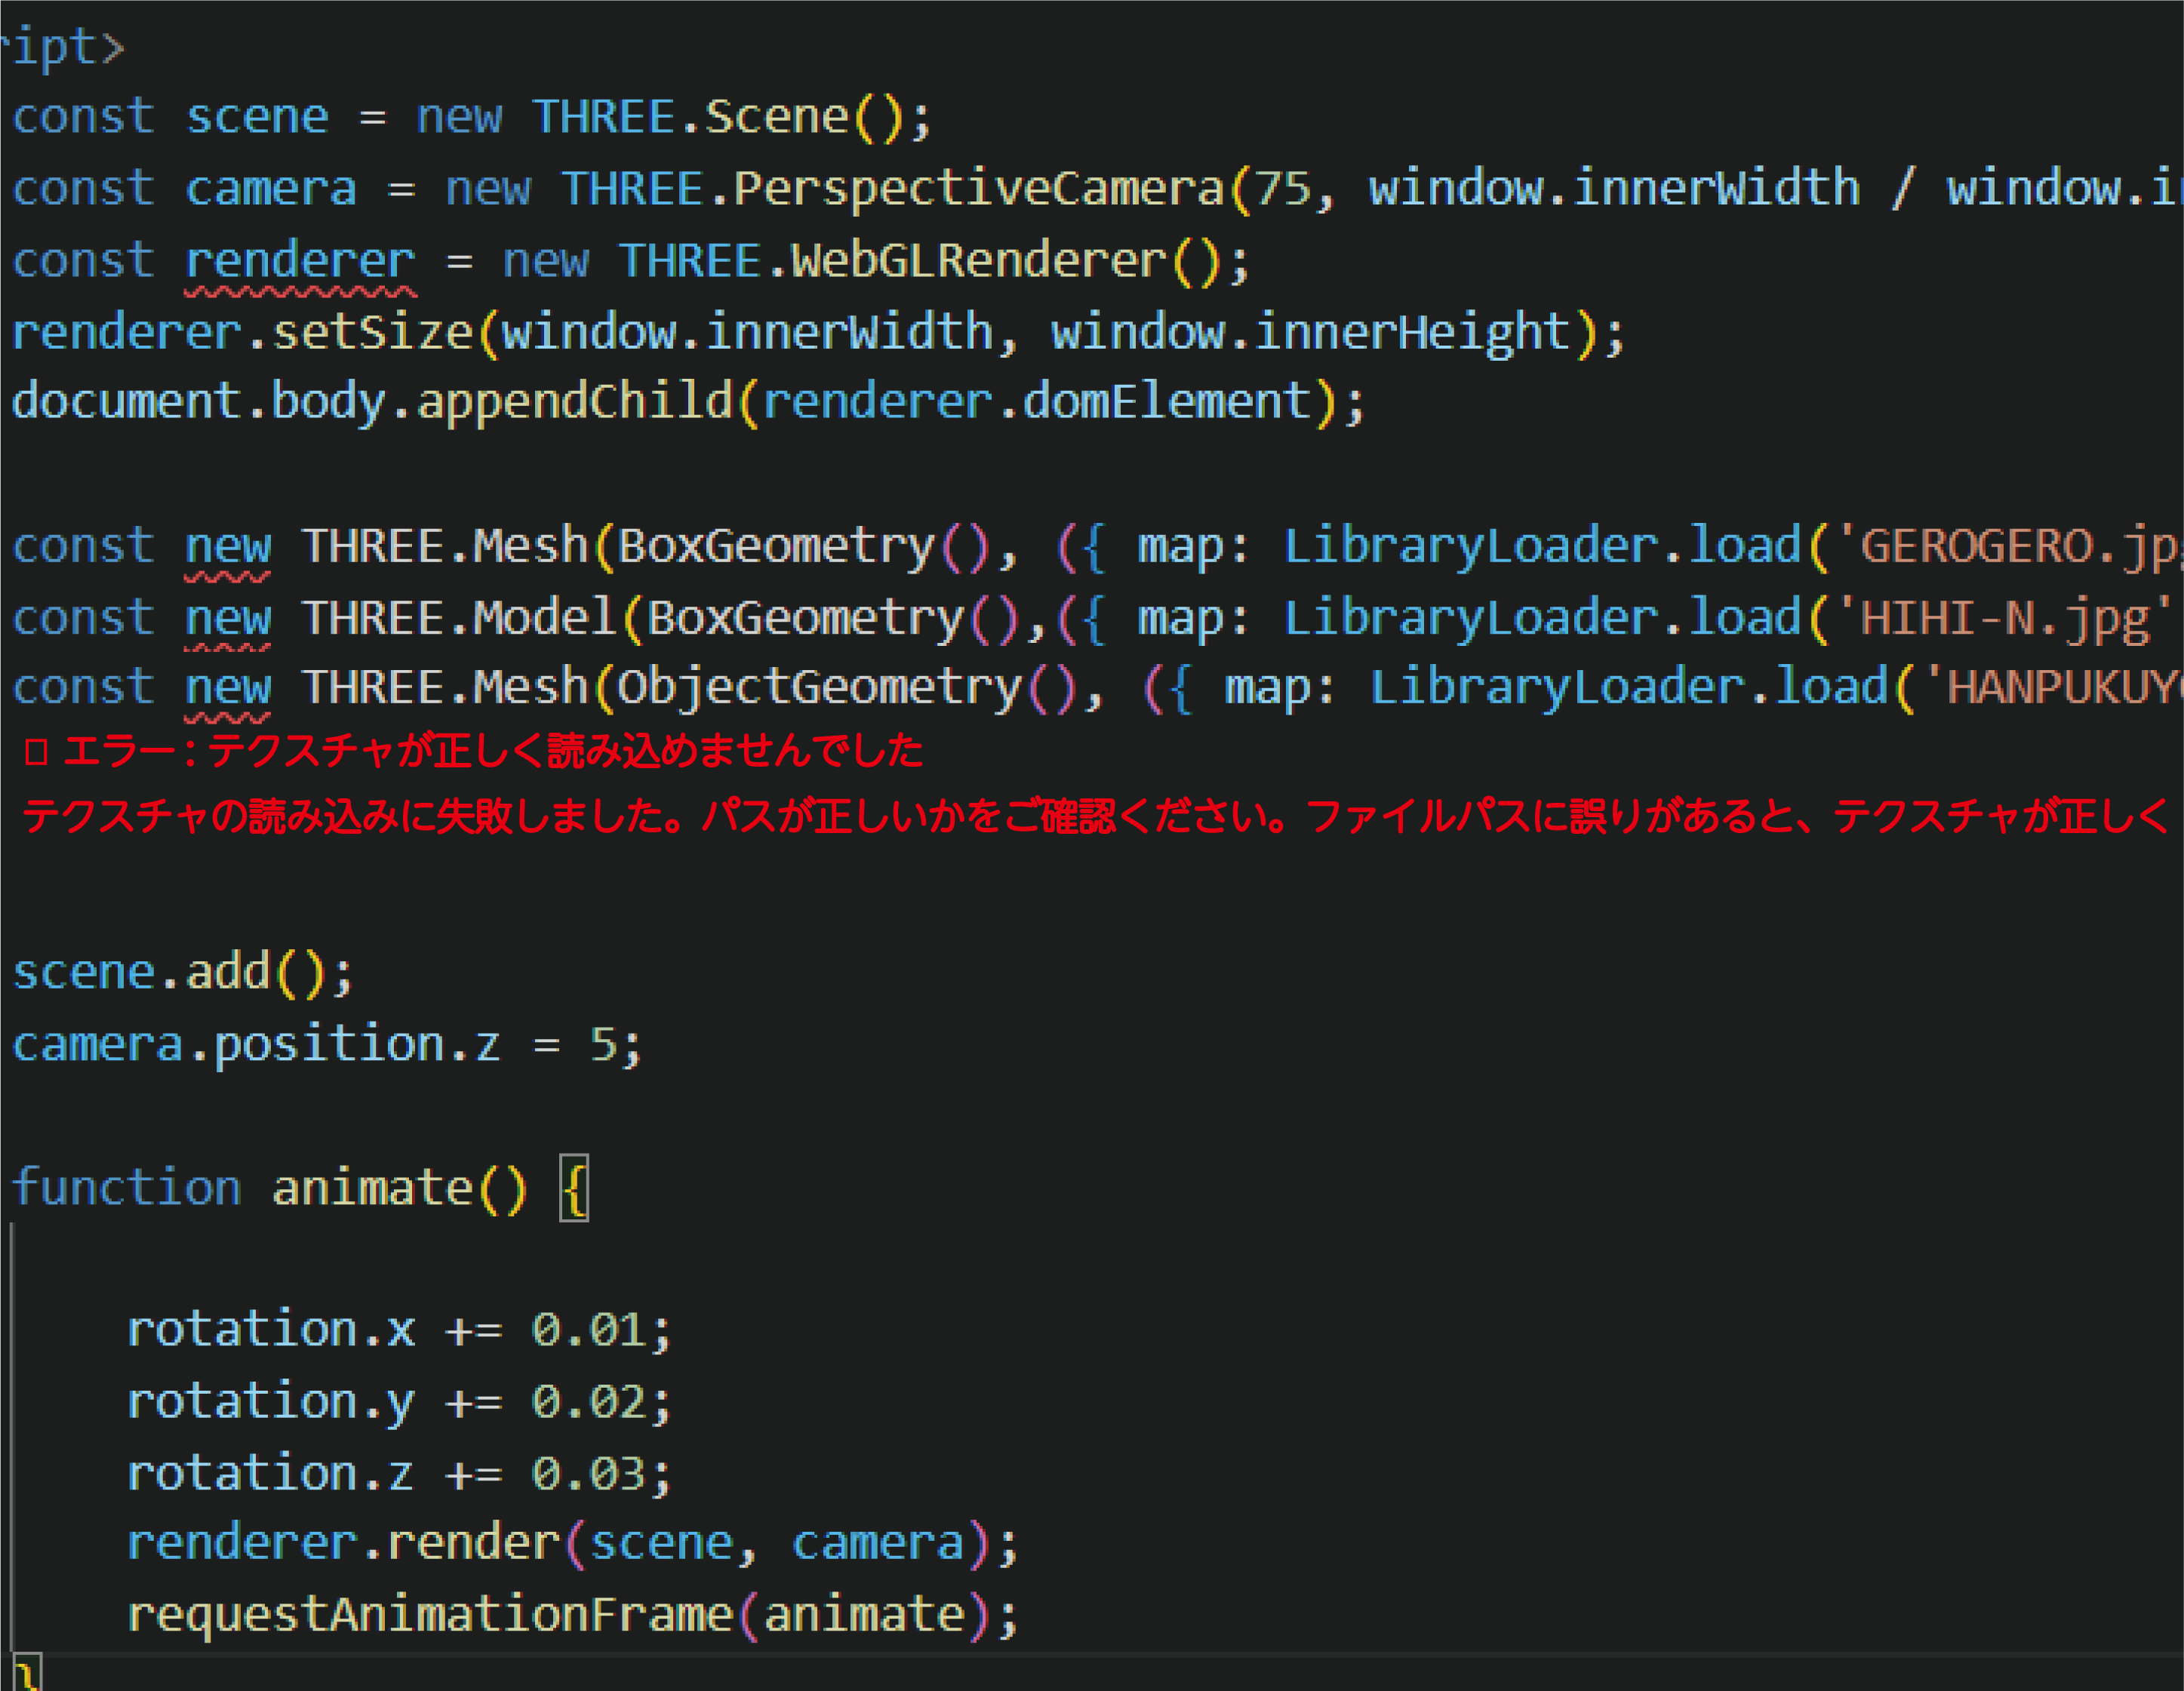 ript>
const scene = new THREE.Scene();
const camera = new THREE.PerspectiveCamera(75, window.innerWidth / window.in
const renderer = new THREE.WebGLRenderer();
renderer.setSize(window.innerWidth, window.innerHeight);
document.body.appendChild(renderer.domElement);
const new THREE.Mesh(BoxGeometry(), ({ map: LibraryLoader.load('GEROGERO.jpg
const new THREE.Model(BoxGeometry(),({ map: LibraryLoader.load('HIHI-N.jpg'
const new THREE.Mesh(ObjectGeometry(), ({ map: LibraryLoader.load('HANPUKUY
□ エラー：テクスチャが正しく読み込めませんでした
テクスチャの読み込みに失敗しました。パスが正しいかをご確認ください。ファイルパスに誤りがあると、テクスチャが正しく
scene.add();
camera.position.z = 5;
function animate() {
rotation.x += 0.01;
rotation.y += 0.02;
rotation.z += 0.03;
renderer.render(scene, camera);
requestAnimationFrame(animate);
}